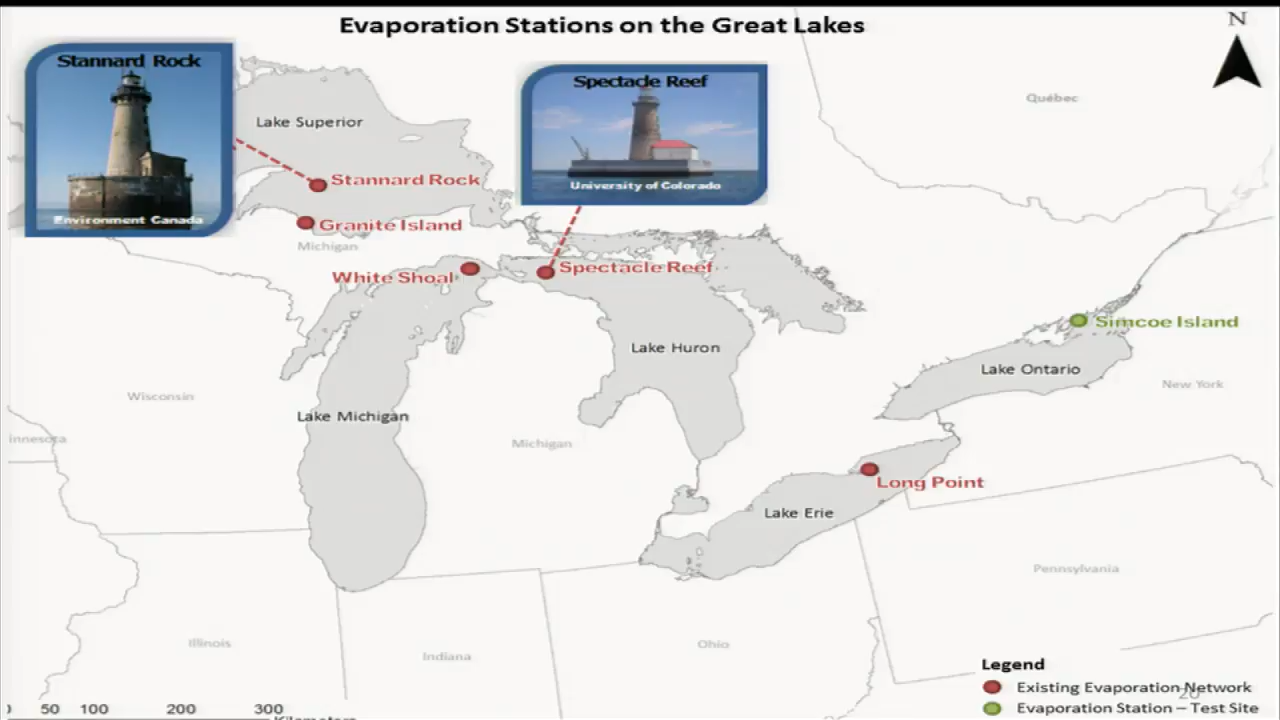 Evaporation Stations on the Great Lakes
N
Stannard Rock
Environment Canada
Spectacle Reef
University of Colorado
Québec
Lake Superior
Stannard Rock
Granite Island
Michigan
White Shoal
Spectacle Reef
Simcoe Island
Lake Huron
Lake Ontario
New York
Wisconsin
Lake Michigan
innesota
Michigan
Long Point
Lake Erie
Pennsylvania
Illinois
Indiana
Ohio
Legend
Existing Evaporation Network
20
Evaporation Station – Test Site
50 100 200 300
Kilometers